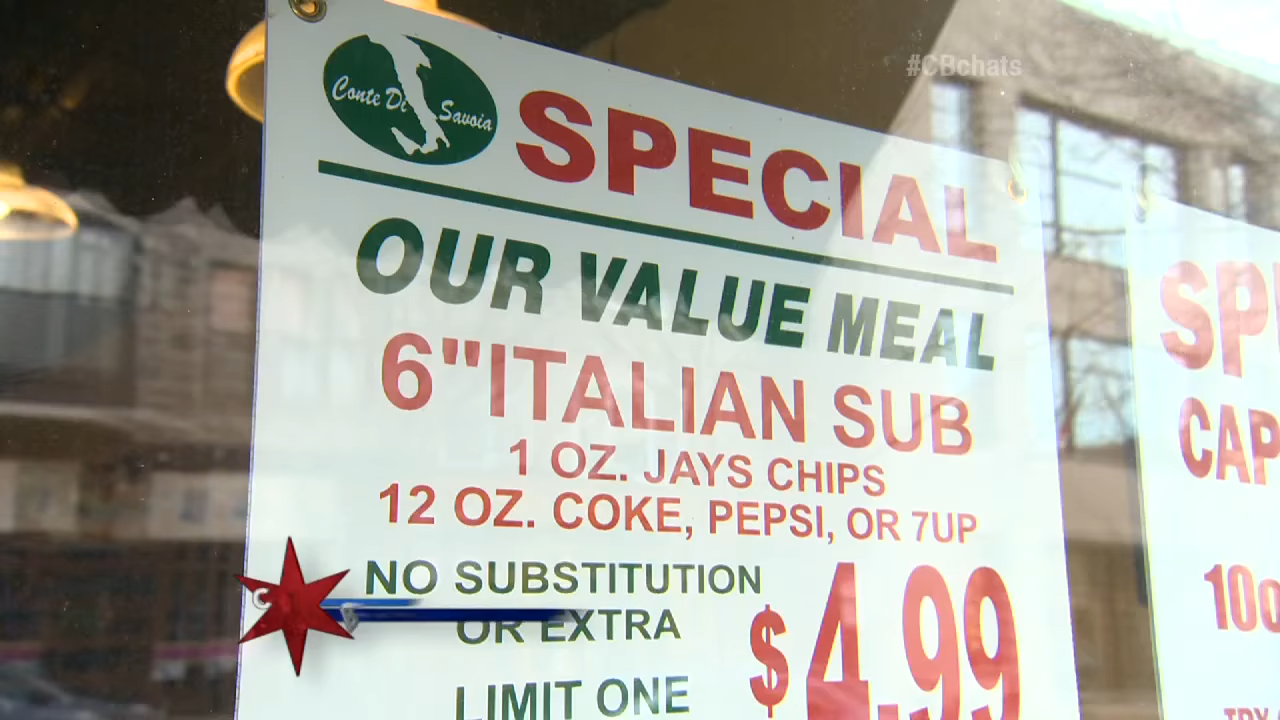 #CBchats
Conte Di Savoia
SPECIAL
OUR VALUE MEAL
6"ITALIAN SUB
1 OZ. JAYS CHIPS
12 OZ. COKE, PEPSI, OR 7UP
NO SUBSTITUTION
OR EXTRA
LIMIT ONE
$4.99
SP
CAP
10